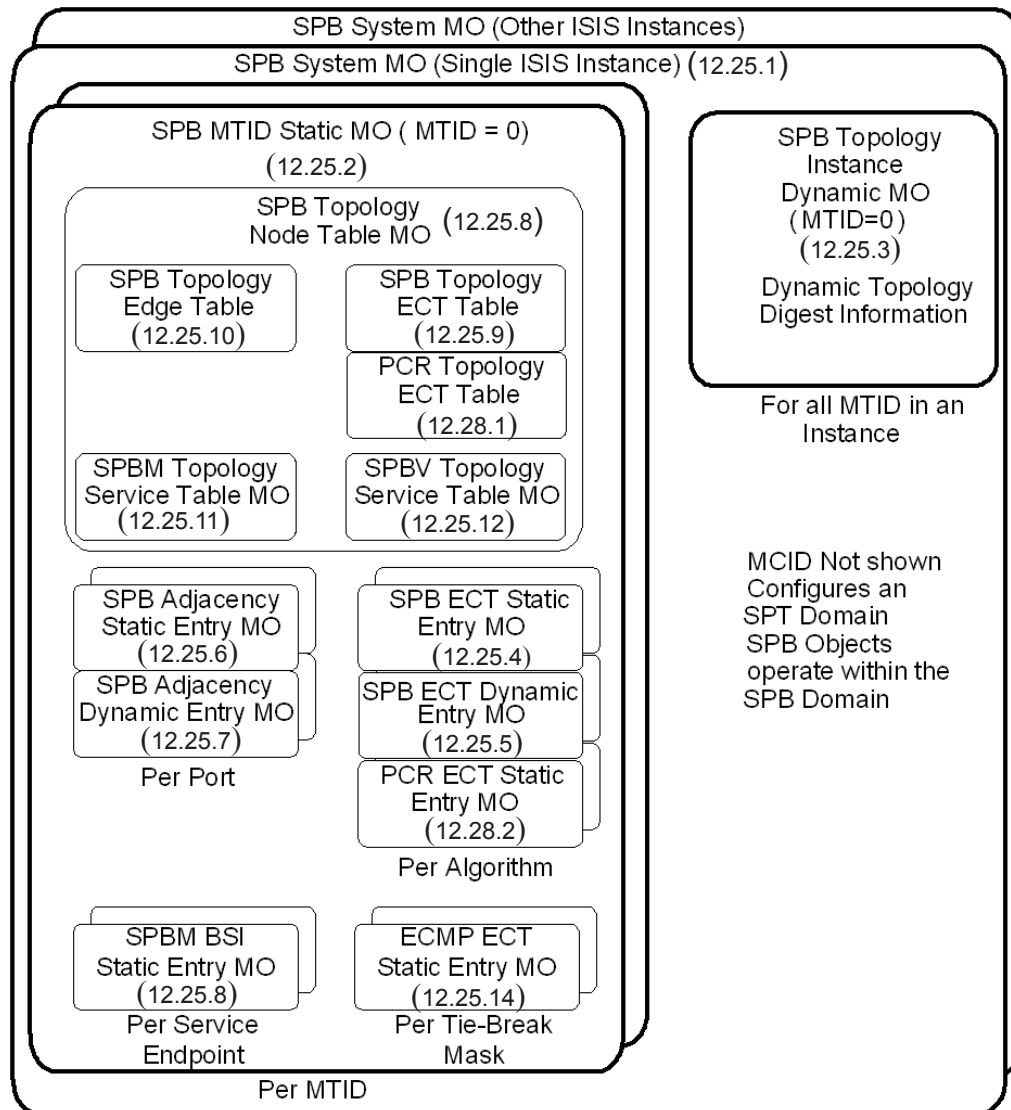 SPB System MO (Other ISIS Instances)
SPB System MO (Single ISIS Instance) (12.25.1)
SPB MTID Static MO ( MTID = 0)
(12.25.2)
SPB Topology
Node Table MO (12.25.8)
SPB Topology
Edge Table
(12.25.10)
SPB Topology
ECT Table
(12.25.9)
PCR Topology
ECT Table
(12.28.1)
SPBM Topology
Service Table MO
(12.25.11)
SPBV Topology
Service Table MO
(12.25.12)
SPB Adjacency
Static Entry MO
(12.25.6)
SPB Adjacency
Dynamic Entry MO
(12.25.7)
Per Port
SPB ECT Static
Entry MO
(12.25.4)
SPB ECT Dynamic
Entry MO
(12.25.5)
PCR ECT Static
Entry MO
(12.28.2)
Per Algorithm
SPBM BSI
Static Entry MO
(12.25.8)
Per Service
Endpoint
ECMP ECT
Static Entry MO
(12.25.14)
Per Tie-Break
Mask
Per MTID
SPB Topology
Instance
Dynamic MO
(MTID=0)
(12.25.3)
Dynamic Topology
Digest Information
For all MTID in an
Instance
MCID Not shown
Configures an
SPT Domain
SPB Objects
operate within the
SPB Domain